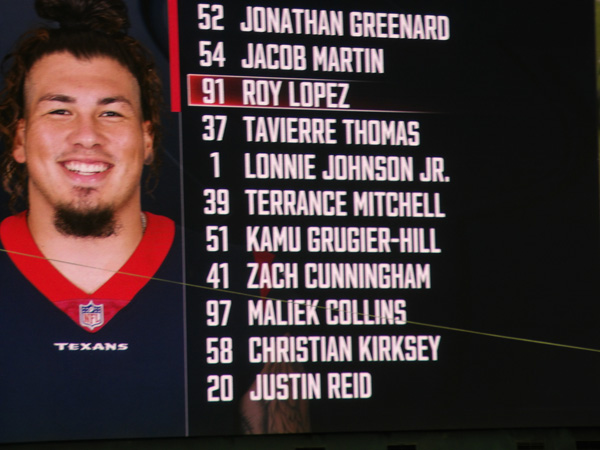 52 JONATHAN GREENARD
54 JACOB MARTIN
91 ROY LOPEZ
37 TAVIERRE THOMAS
1 LONNIE JOHNSON JR.
39 TERRANCE MITCHELL
51 KAMU GRUGIER-HILL
41 ZACH CUNNINGHAM
97 MALIEK COLLINS
58 CHRISTIAN KIRKSEY
20 JUSTIN REID
NFL
TEXANS